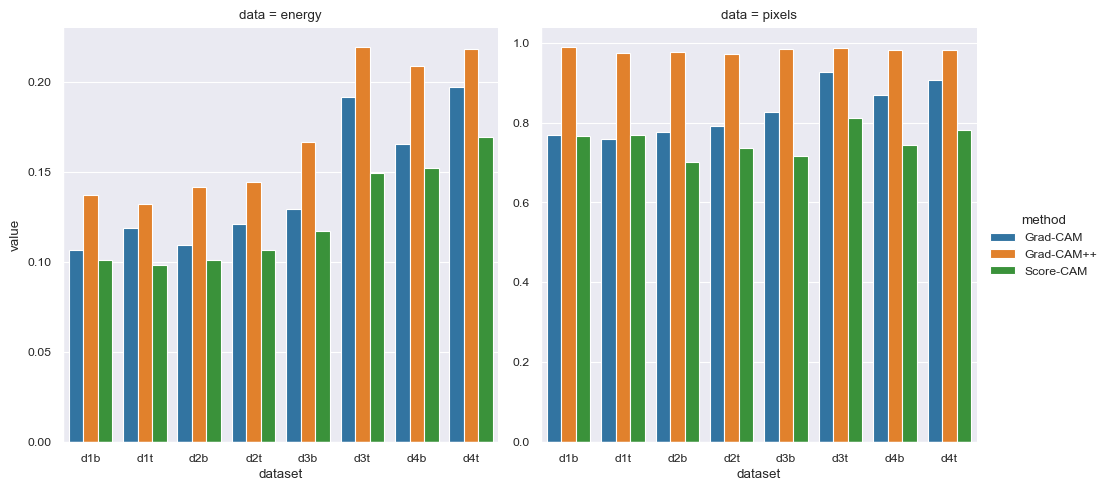 data = energy
data = pixels
value
0.20
0.15
0.10
0.05
0.00
d1b d1t d2b d2t d3b d3t d4b d4t
dataset
1.0
0.8
0.6
0.4
0.2
0.0
d1b d1t d2b d2t d3b d3t d4b d4t
dataset
method
Grad-CAM
Grad-CAM++
Score-CAM